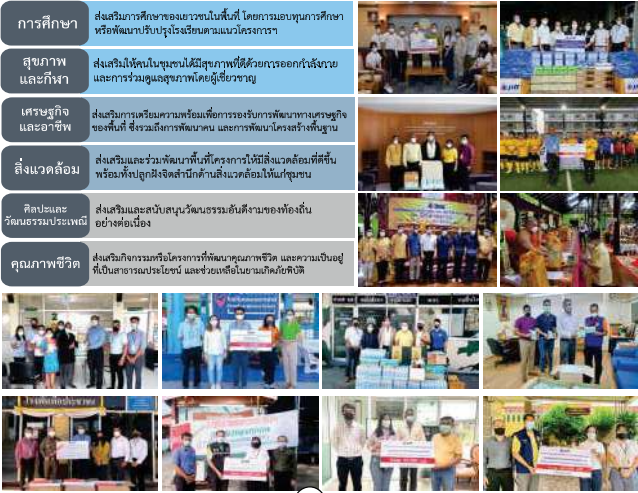 การศึกษา
ส่งเสริมการศึกษาของเยาวชนในพื้นที่ โดยการมอบทุนการศึกษา
หรือพัฒนาปรับปรุงโรงเรียนตามแนวโครงการฯ
สุขภาพ
และกีฬา
ส่งเสริมให้คนในชุมชนได้มีสุขภาพที่ดีด้วยการออกกำลังกาย
และการร่วมดูแลสุขภาพโดยผู้เชี่ยวชาญ
เศรษฐกิจ
และอาชีพ
ส่งเสริมการเตรียมความพร้อมเพื่อการรองรับการพัฒนาทางเศรษฐกิจ
ของพื้นที่ ซึ่งรวมถึงการพัฒนาคน และการพัฒนาโครงสร้างพื้นฐาน
สิ่งแวดล้อม
ส่งเสริมและร่วมพัฒนาพื้นที่โครงการให้มีสิ่งแวดล้อมที่ดีขึ้น
พร้อมทั้งปลูกฝังจิตสำนึกด้านสิ่งแวดล้อมให้แก่ชุมชน
ศิลปะและ
วัฒนธรรมประเพณี
ส่งเสริมและสนับสนุนวัฒนธรรมอันดีงามของท้องถิ่น
อย่างต่อเนื่อง
คุณภาพชีวิต
ส่งเสริมกิจกรรมหรือโครงการที่พัฒนาคุณภาพชีวิต และความเป็นอยู่
ที่เป็นสาธารณประโยชน์ และช่วยเหลือในยามเกิดภัยพิบัติ